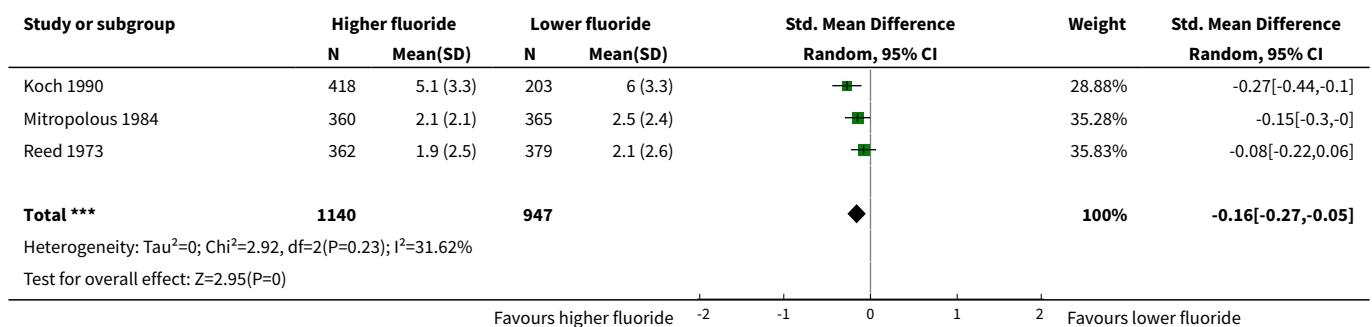 Study or subgroup Higher fluoride Lower fluoride Std. Mean Difference Weight Std. Mean Difference
N Mean(SD) N Mean(SD) Random, 95% CI Random, 95% CI
Koch 1990 418 5.1 (3.3) 203 6 (3.3) 28.88% -0.27[-0.44,-0.1]
Mitropolous 1984 360 2.1 (2.1) 365 2.5 (2.4) 35.28% -0.15[-0.3,-0]
Reed 1973 362 1.9 (2.5) 379 2.1 (2.6) 35.83% -0.08[-0.22,0.06]
Total *** 1140 947 100% -0.16[-0.27,-0.05]
Heterogeneity: Tau²=0; Chi²=2.92, df=2(P=0.23); I²=31.62%
Test for overall effect: Z=2.95(P=0)
Favours higher fluoride -2 -1 0 1 2 Favours lower fluoride